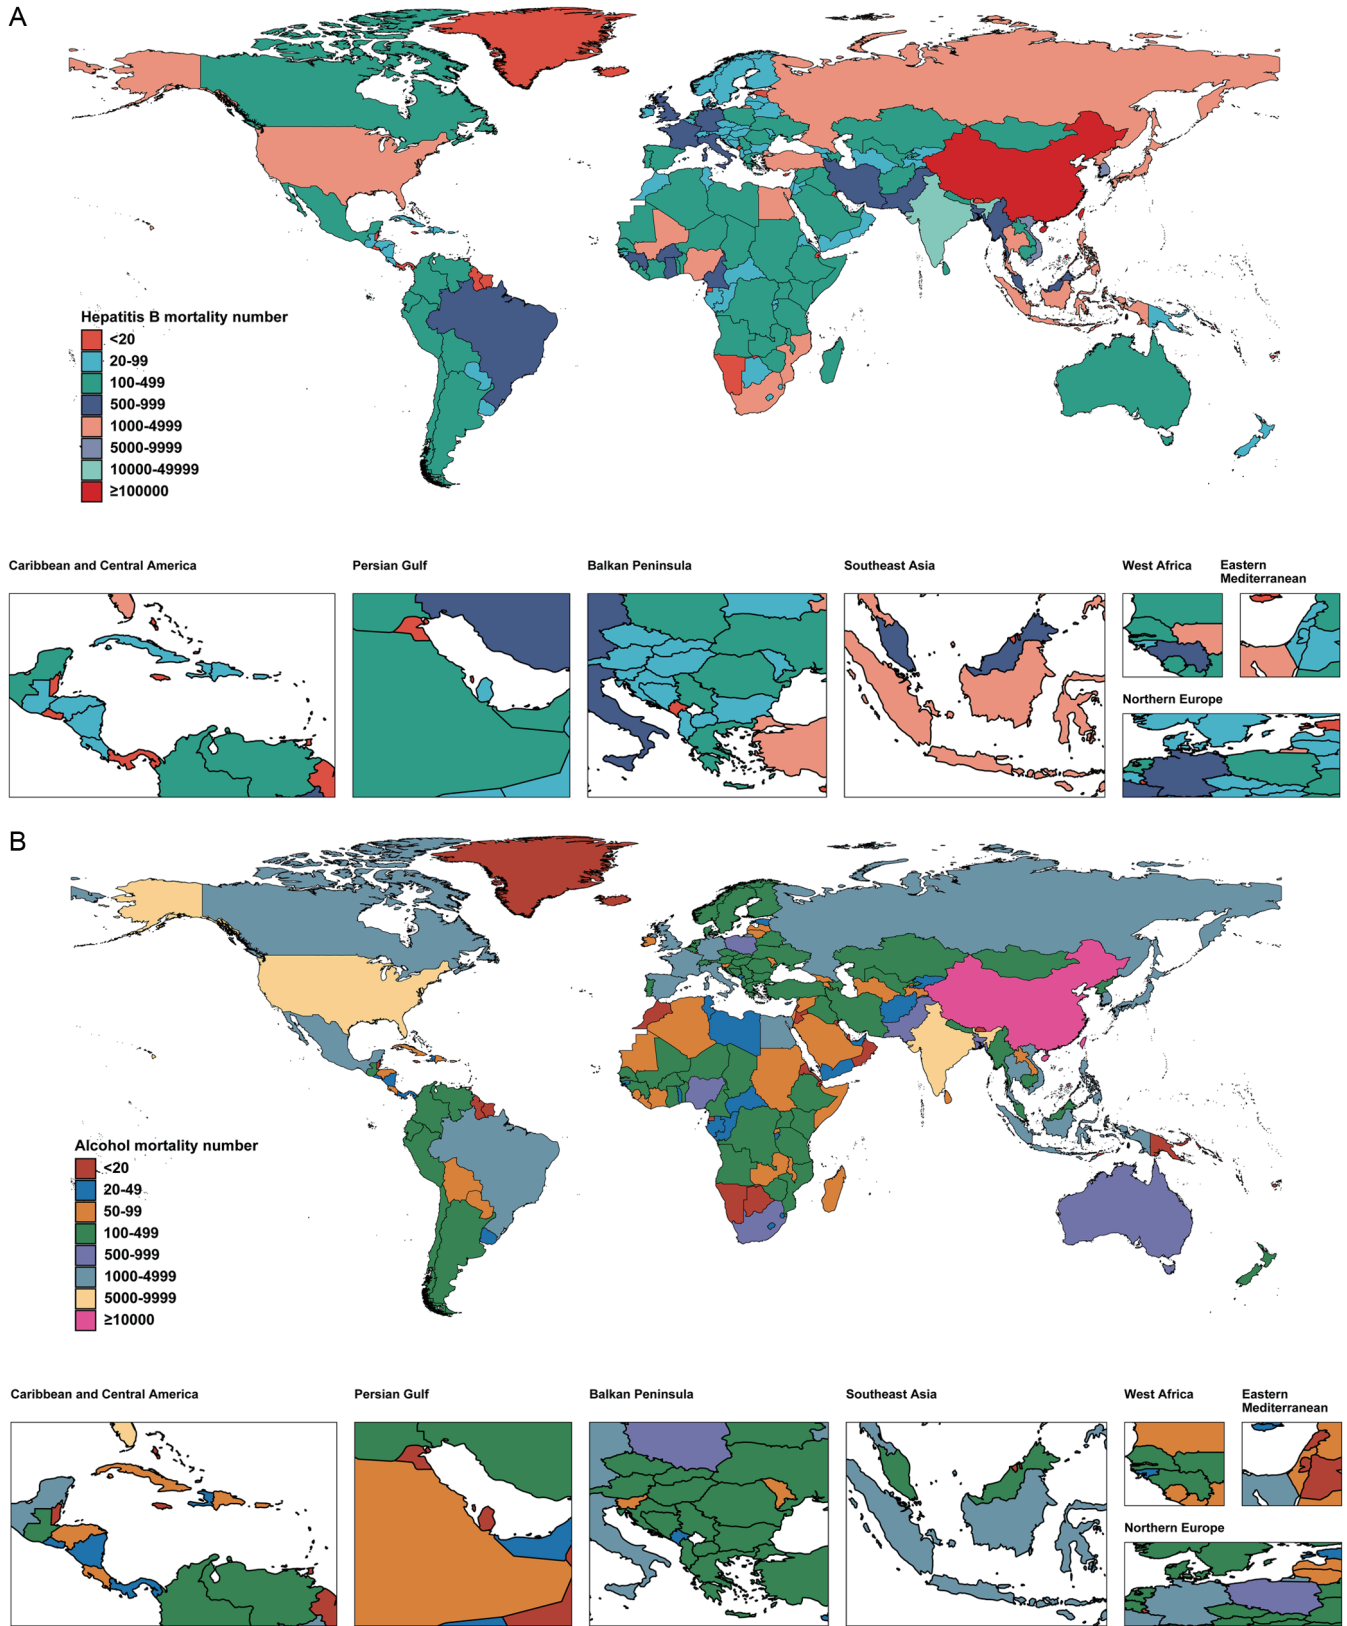 A
Hepatitis B mortality number
<20
20-99
100-499
500-999
1000-4999
5000-9999
10000-49999
≥100000
Caribbean and Central America
Persian Gulf
Balkan Peninsula
Southeast Asia
West Africa
Eastern
Mediterranean
Northern Europe
B
Alcohol mortality number
<20
20-49
50-99
100-499
500-999
1000-4999
5000-9999
≥10000
Caribbean and Central America
Persian Gulf
Balkan Peninsula
Southeast Asia
West Africa
Eastern
Mediterranean
Northern Europe